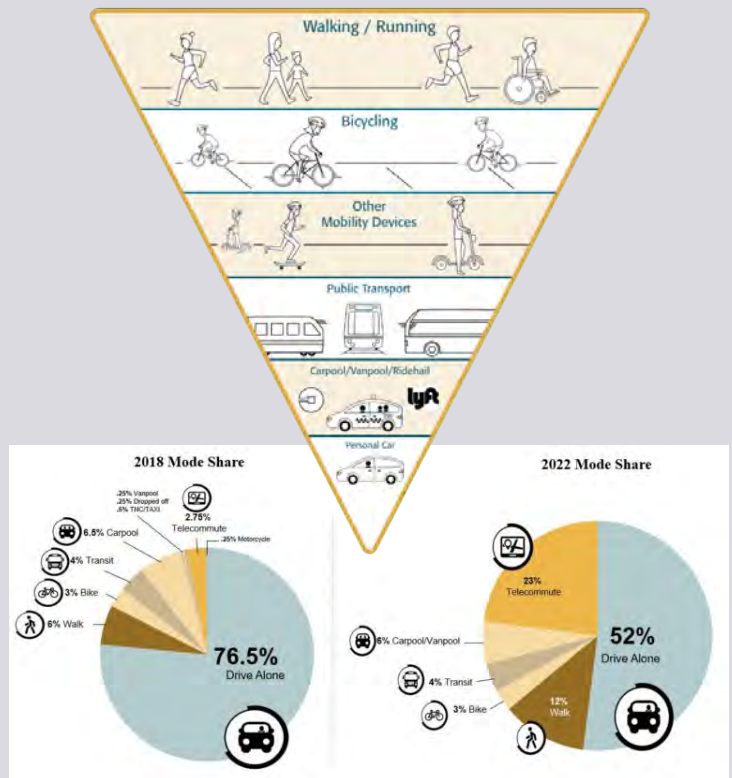 Walking / Running
Bicycling
Other
Mobility Devices
Public Transport
Carpool/Vanpool/Ridehail
lyft
Personal Car
2018 Mode Share
.25% Vanpool
.25% Dropped off
.5% TNC/TAXI
2.75%
Telecommute
.25% Motorcycle
6.5% Carpool
4% Transit
3% Bike
6% Walk
76.5%
Drive Alone
2022 Mode Share
23%
Telecommute
6% Carpool/Vanpool
4% Transit
3% Bike
12%
Walk
52%
Drive Alone